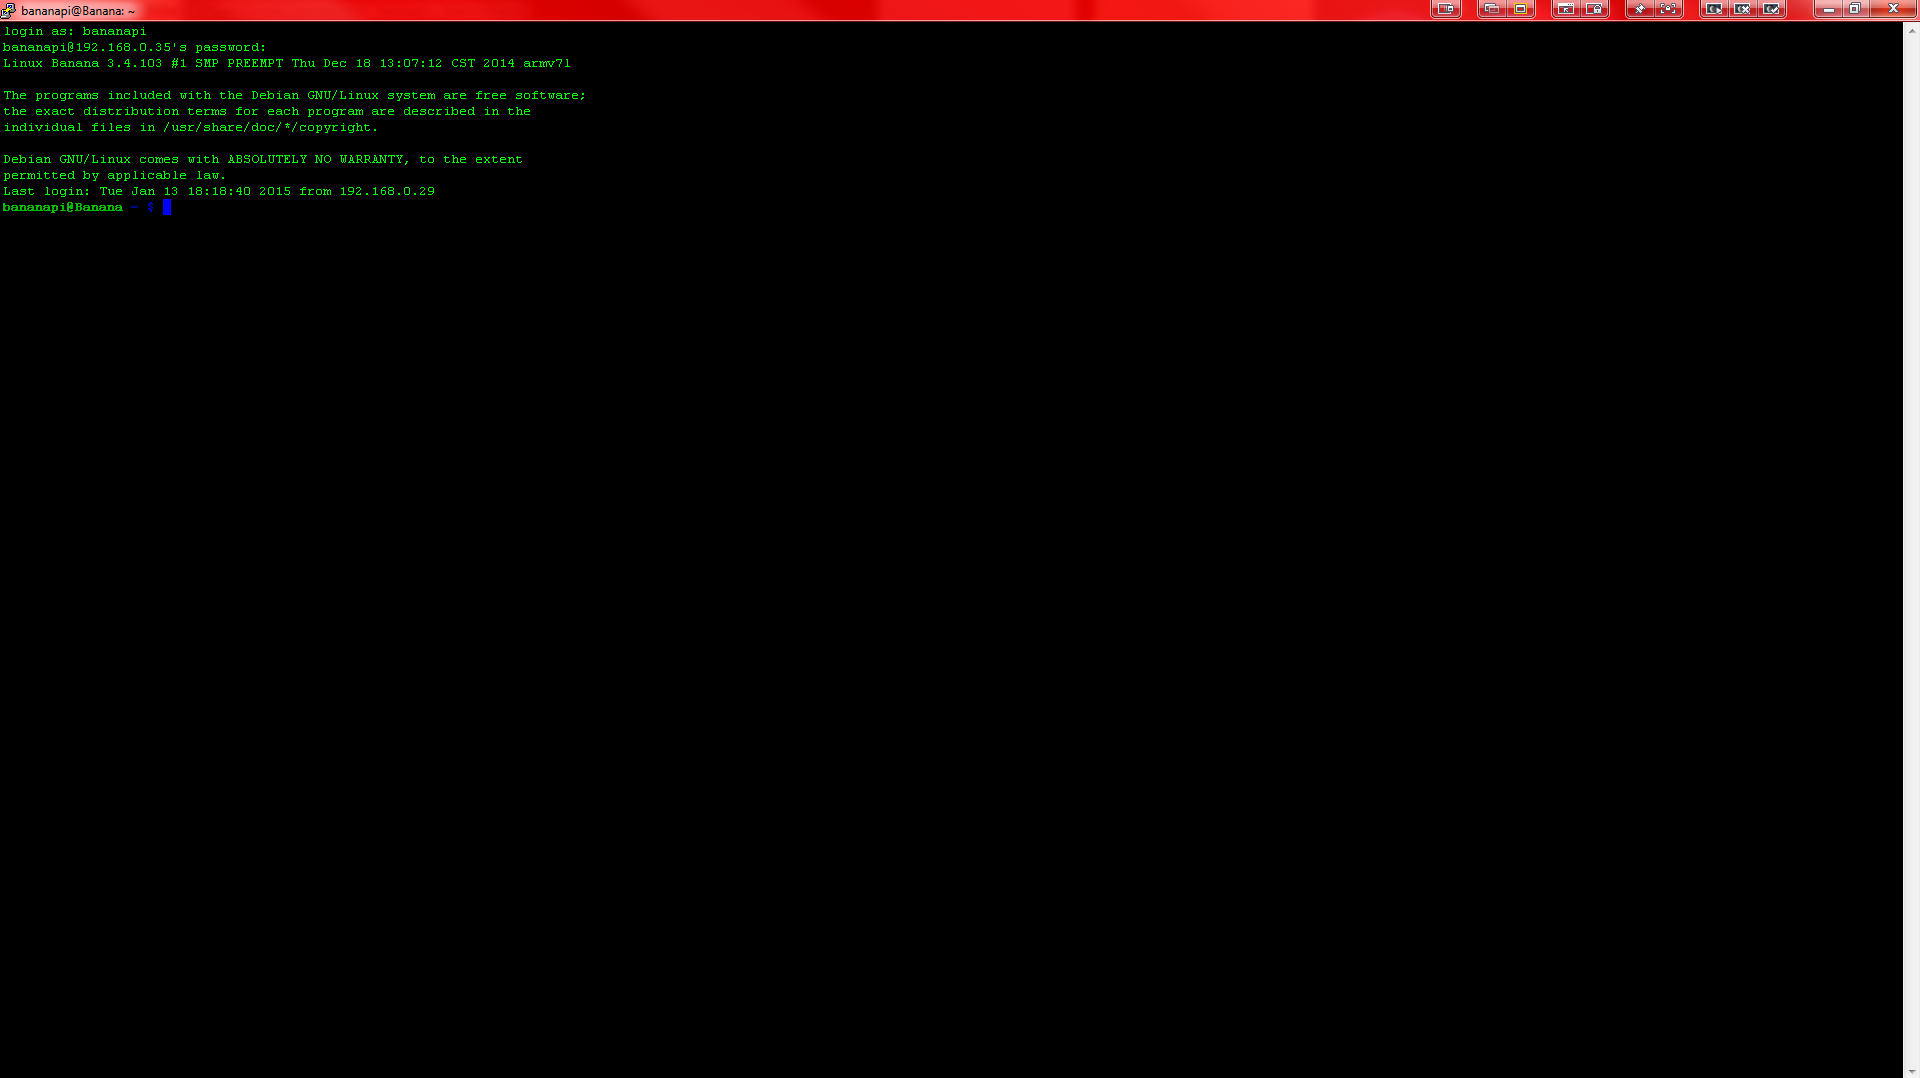 bananapi@Banana: ~
login as: bananapi
bananapi@192.168.0.35's password:
Linux Banana 3.4.103 #1 SMP PREEMPT Thu Dec 18 13:07:12 CST 2014 armv7l
The programs included with the Debian GNU/Linux system are free software;
the exact distribution terms for each program are described in the
individual files in /usr/share/doc/*/copyright.
Debian GNU/Linux comes with ABSOLUTELY NO WARRANTY, to the extent
permitted by applicable law.
Last login: Tue Jan 13 18:18:40 2015 from 192.168.0.29
bananapi@Banana ~ $